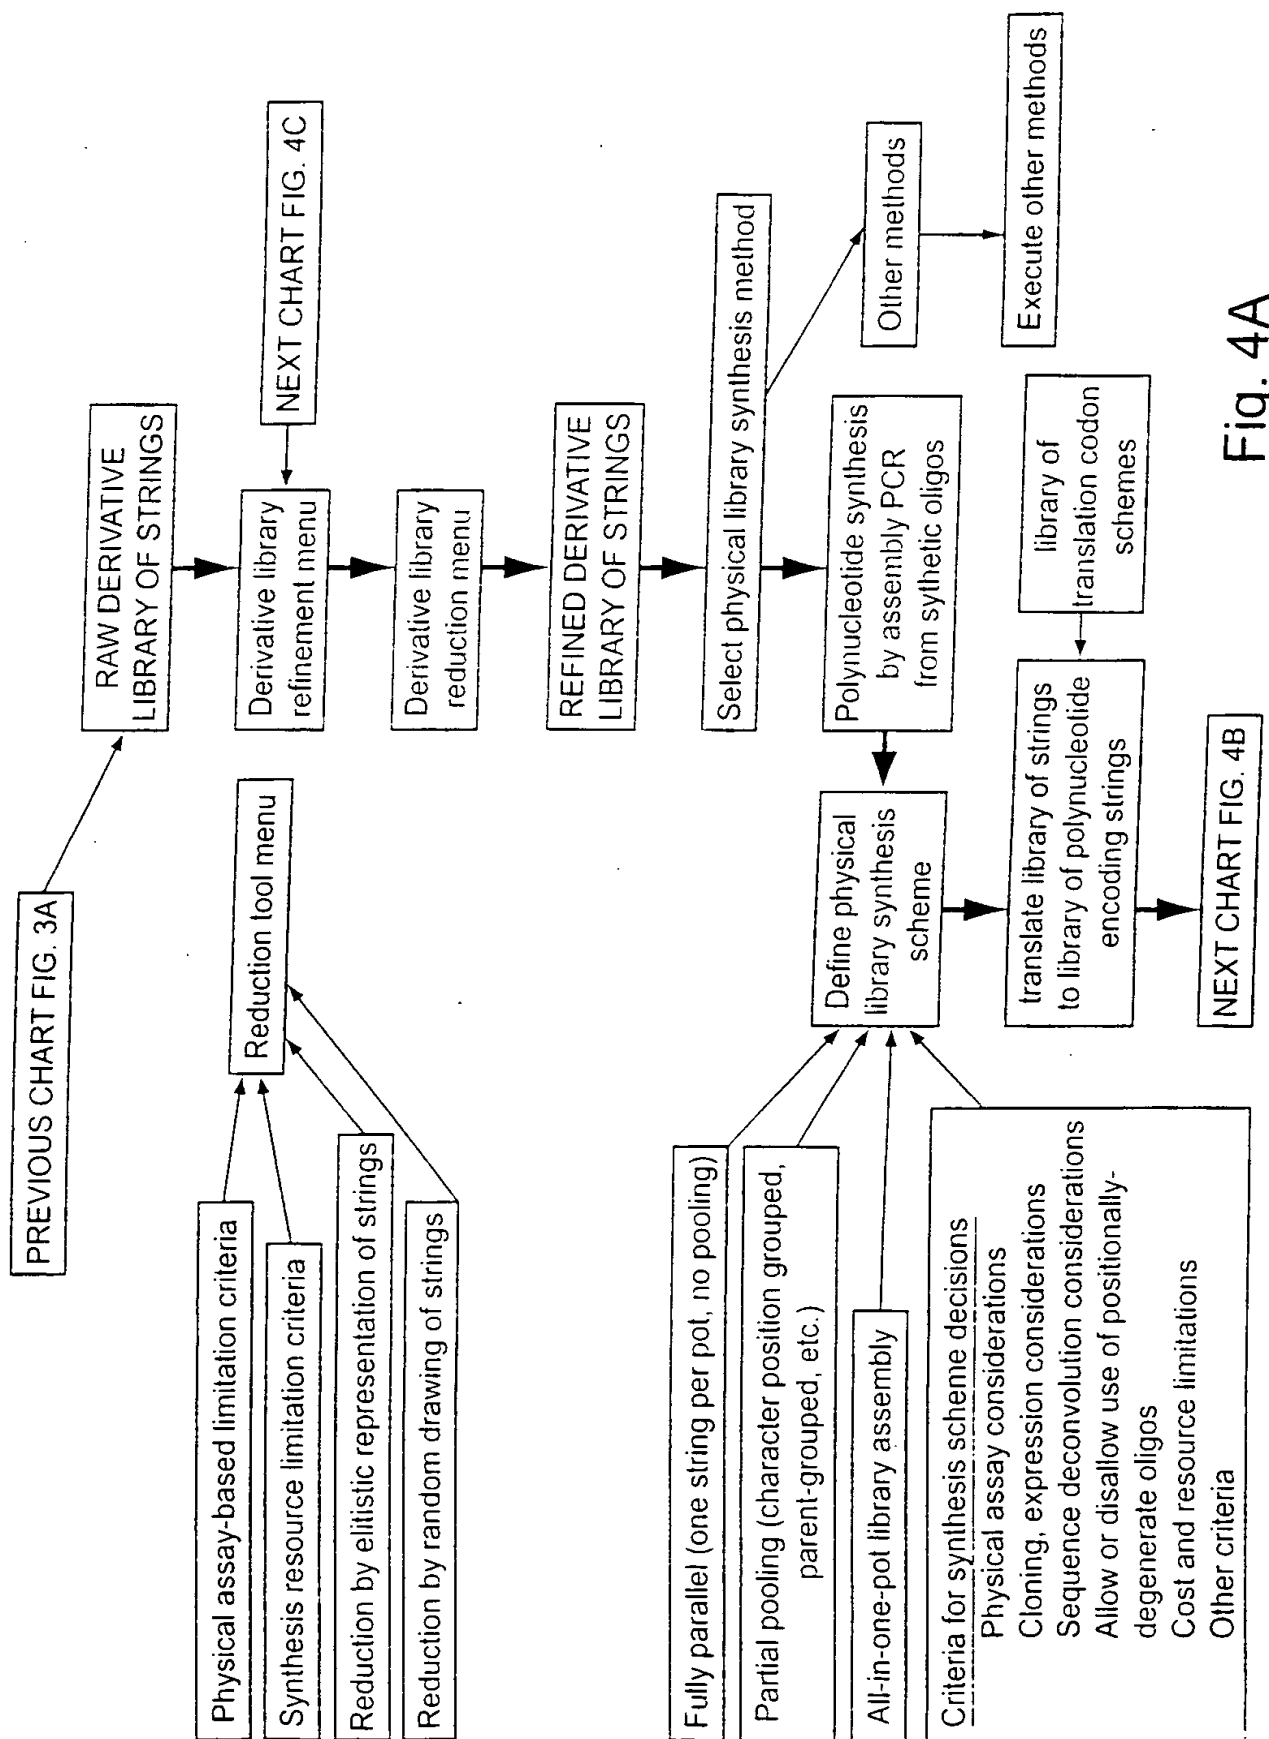 PREVIOUS CHART FIG. 3A
RAW DERIVATIVE
LIBRARY OF STRINGS
NEXT CHART FIG. 4C
Derivative library
refinement menu
Derivative library
reduction menu
Reduction tool menu
Physical assay-based limitation criteria
Synthesis resource limitation criteria
Reduction by elitistic representation of strings
Reduction by random drawing of strings
REFINED DERIVATIVE
LIBRARY OF STRINGS
Select physical library synthesis method
Other methods
Execute other methods
Polynucleotide synthesis
by assembly PCR
from sythetic oligos
Define physical
library synthesis
scheme
Fully parallel (one string per pot, no pooling)
Partial pooling (character position grouped,
parent-grouped, etc.)
All-in-one-pot library assembly
Criteria for synthesis scheme decisions
Physical assay considerations
Cloning, expression considerations
Sequence deconvolution considerations
Allow or disallow use of positionally-
degenerate oligos
Cost and resource limitations
Other criteria
library of
translation codon
schemes
translate library of strings
to library of polynucleotide
encoding strings
NEXT CHART FIG. 4B
Fig. 4A